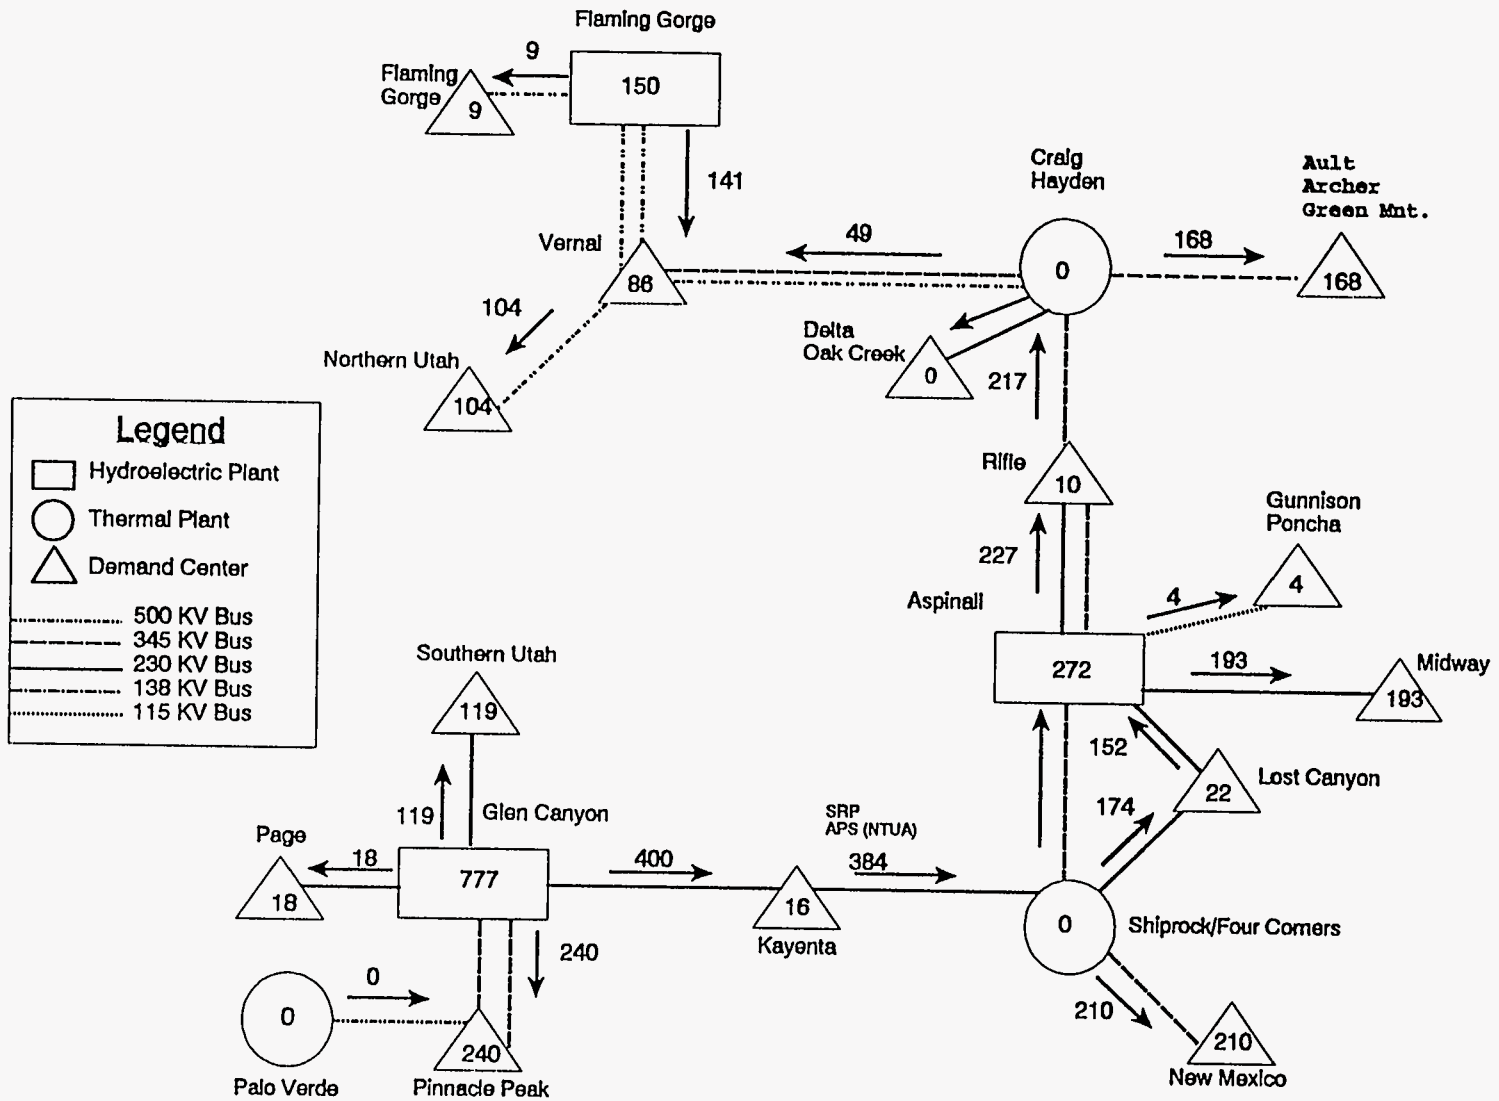 Flaming Gorge
9
150
Flaming
Gorge
9
141
Craig
Hayden
Ault
Archer
Green Mnt.
Vernal
49
168
0
86
168
104
Delta
Oak Creek
0
217
Northern Utah
104
Legend
Hydroelectric Plant
Thermal Plant
Demand Center
500 KV Bus
345 KV Bus
230 KV Bus
138 KV Bus
115 KV Bus
Rifle
10
Gunnison
Poncha
227
4
4
Aspinall
272
193
Midway
193
Southern Utah
119
152
Lost Canyon
22
174
119
Glen Canyon
SRP
APS (NTUA)
Page
18
777
400
384
18
16
Kayenta
0
Shiprock/Four Corners
240
0
0
210
240
210
Palo Verde
Pinnacle Peak
New Mexico